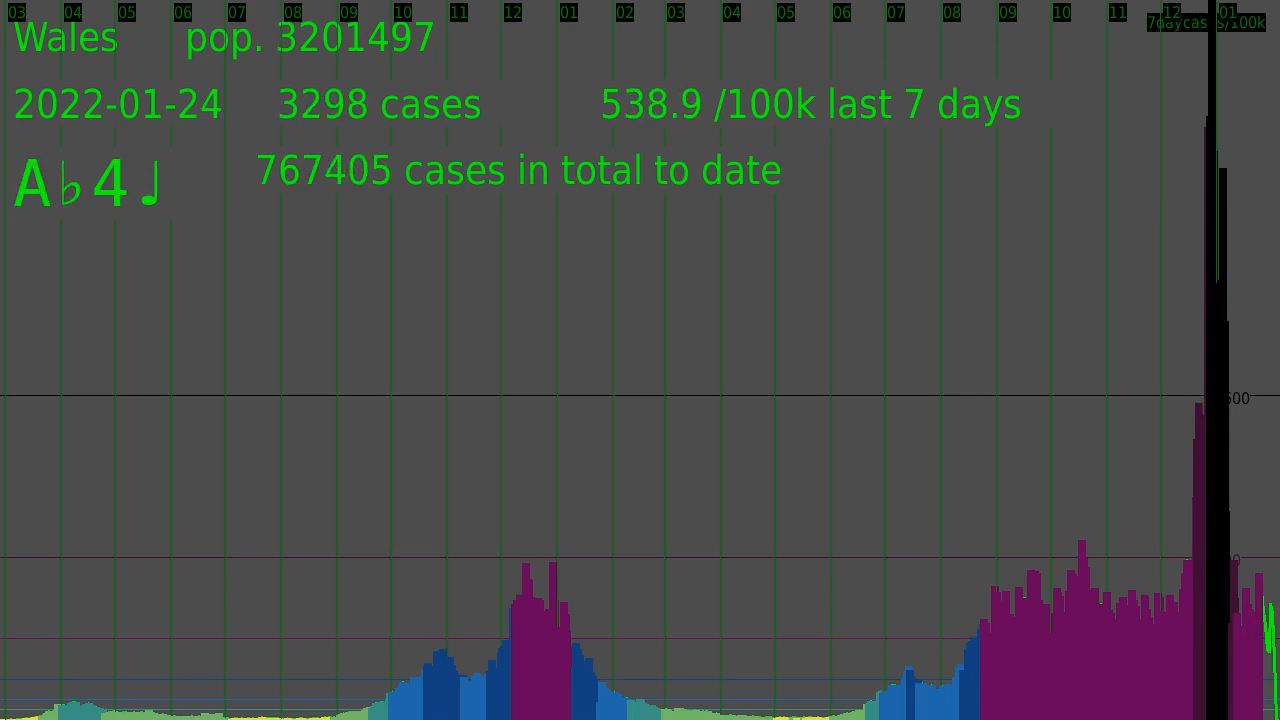 03 04 05 06 07 08 09 10 11 12 01 02 03 04 05 06 07 08 09 10 11 12 01
7daycas s/100k
Wales pop. 3201497
2022-01-24 3298 cases 538.9 /100k last 7 days
A♭4♩ 767405 cases in total to date